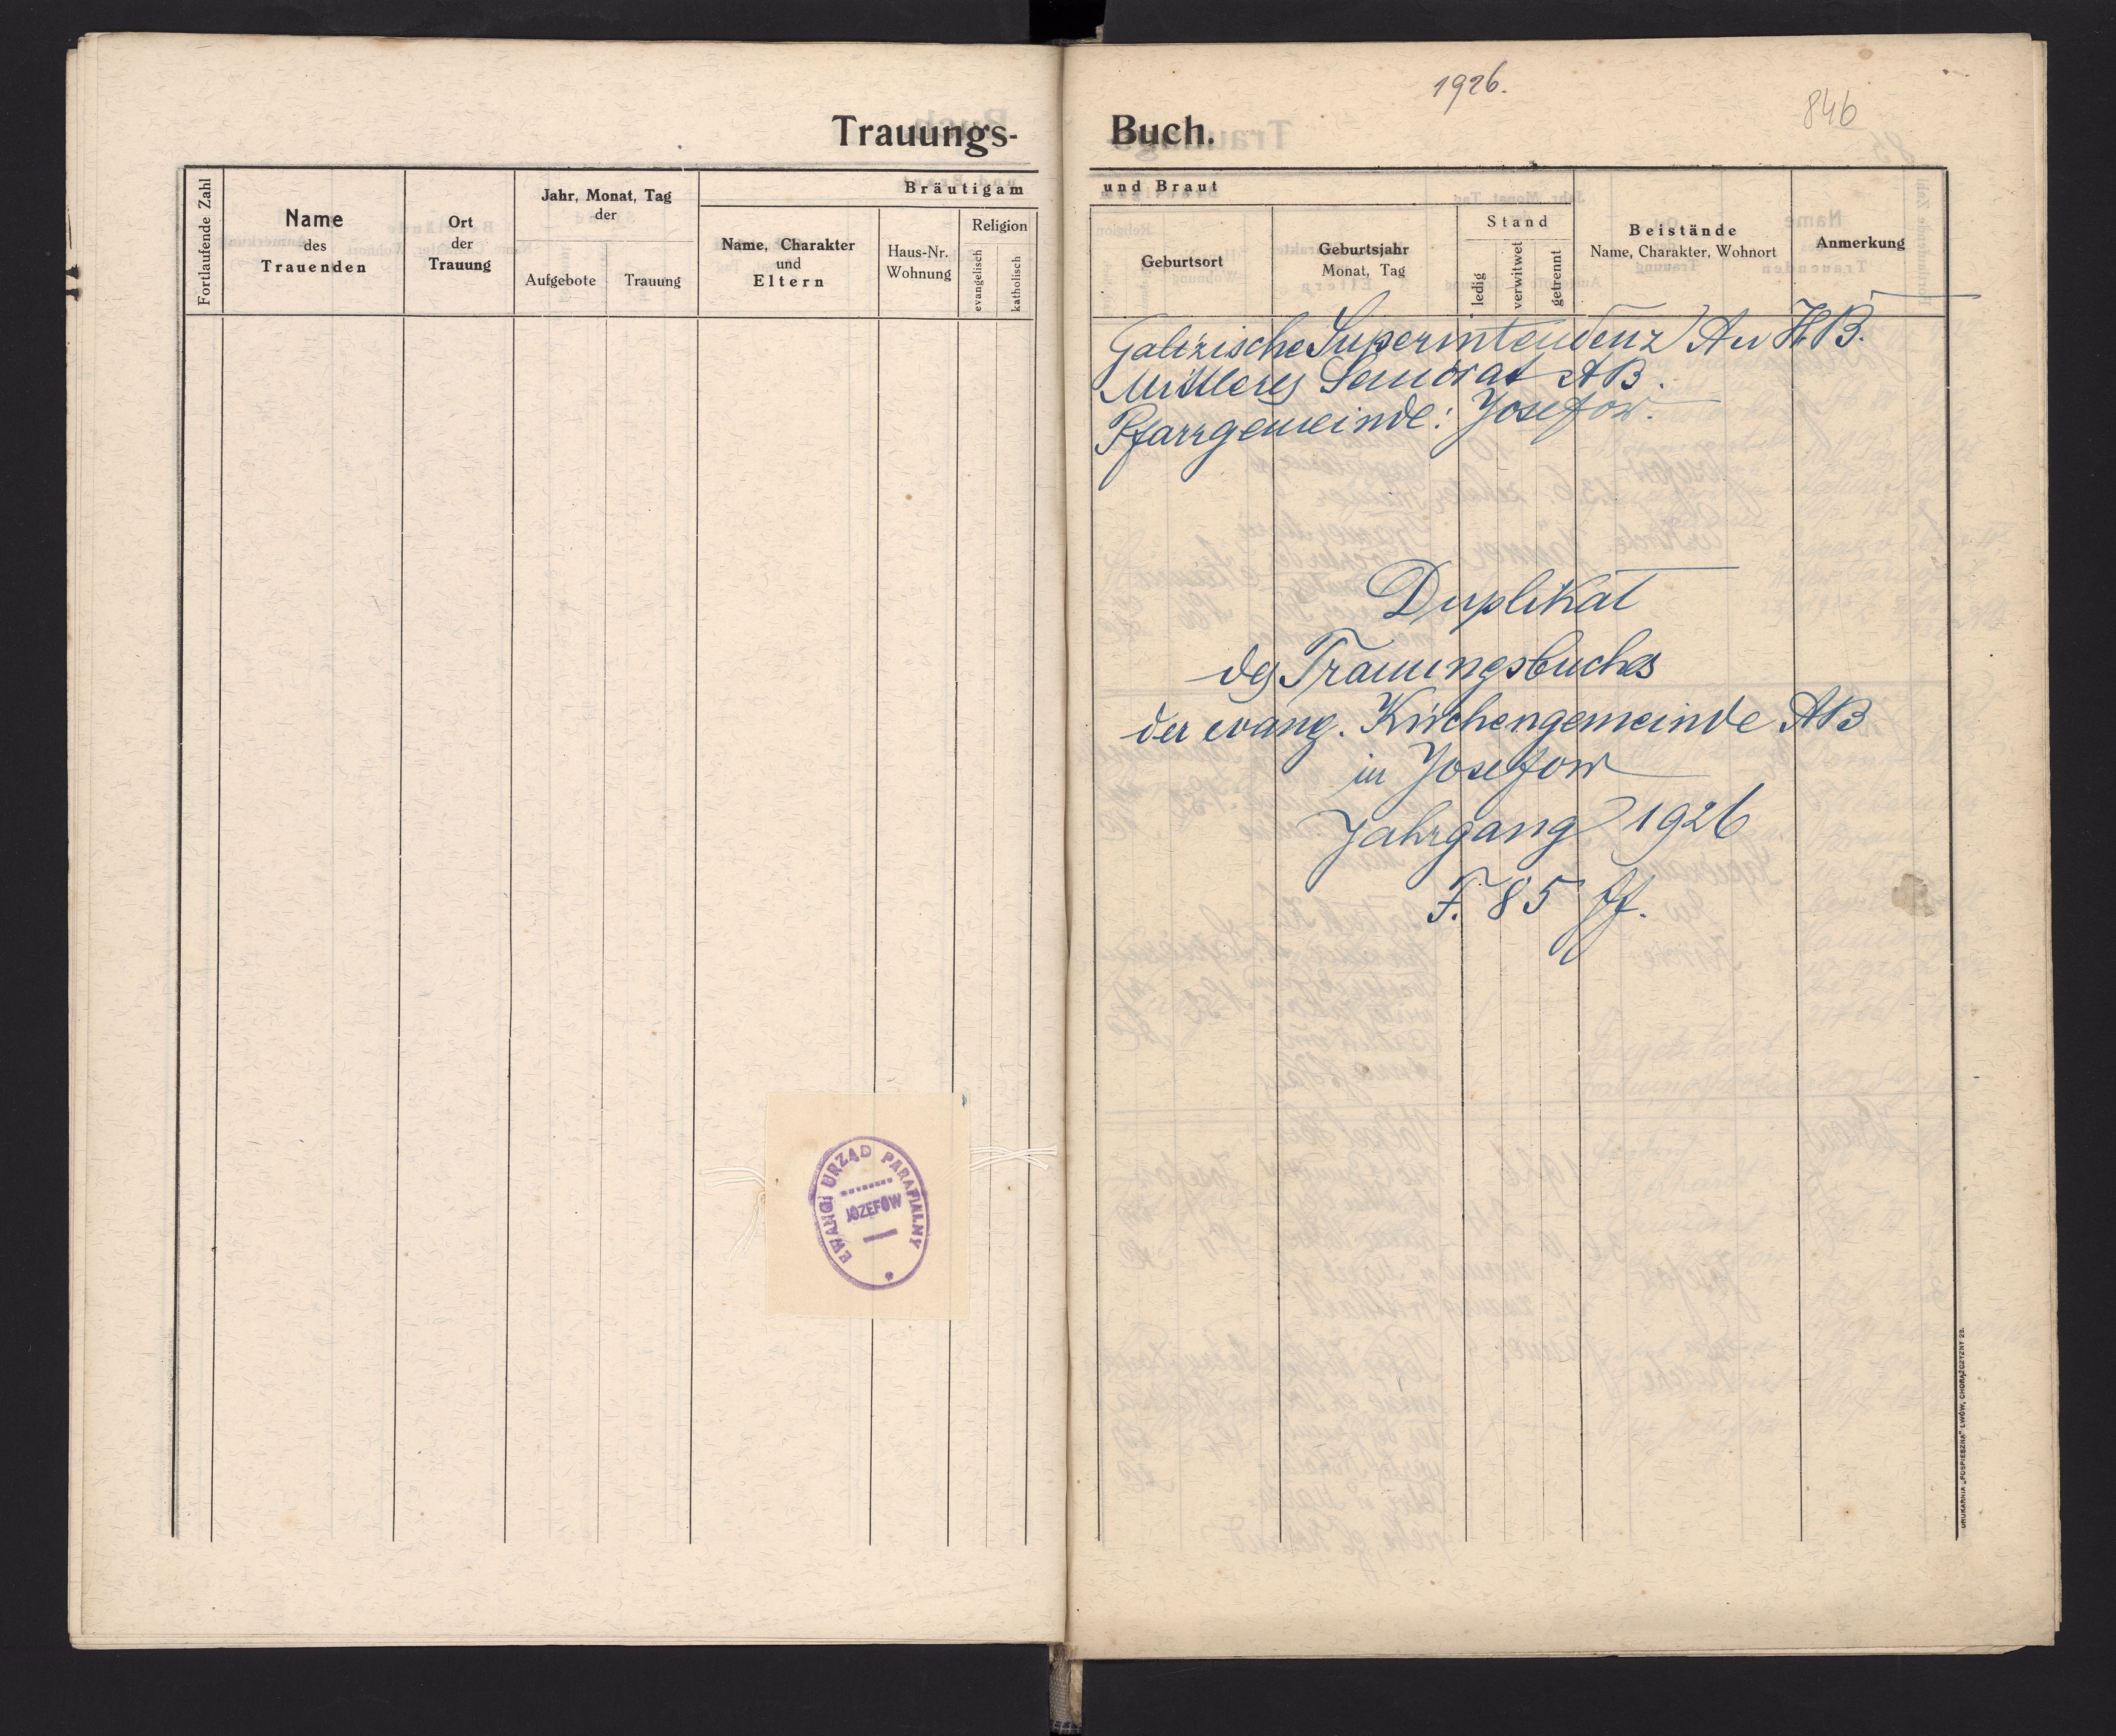 Trauungs-
Fortlaufende Zahl
Name
des
Trauenden
Ort
der
Trauung
Jahr, Monat, Tag
der
Aufgebote
Trauung
Bräutigam
Name, Charakter
und
Eltern
Haus-Nr.
Wohnung
Religion
evangelisch
katholisch
EWANG. URZĄD PARAFIALNY
JÓZEFÓW
1926.
846
Buch.
und Braut
Geburtsort
Geburtsjahr
Monat, Tag
Stand
ledig
verwitwet
getrennt
Beistände
Name, Charakter, Wohnort
Anmerkung
Galizische Superintendenz A u H.B.
Mittleres Seniorat AB.
Pfarrgemeinde: Josefow.
Duplikat
des Trauungsbuches
der evang. Kirchengemeinde AB
in Josefow
Jahrgang 1926
F. 85 ff.
DRUKARNIA „POSPIESZNA" LWÓW, CHORĄŻCZYZNY 23.